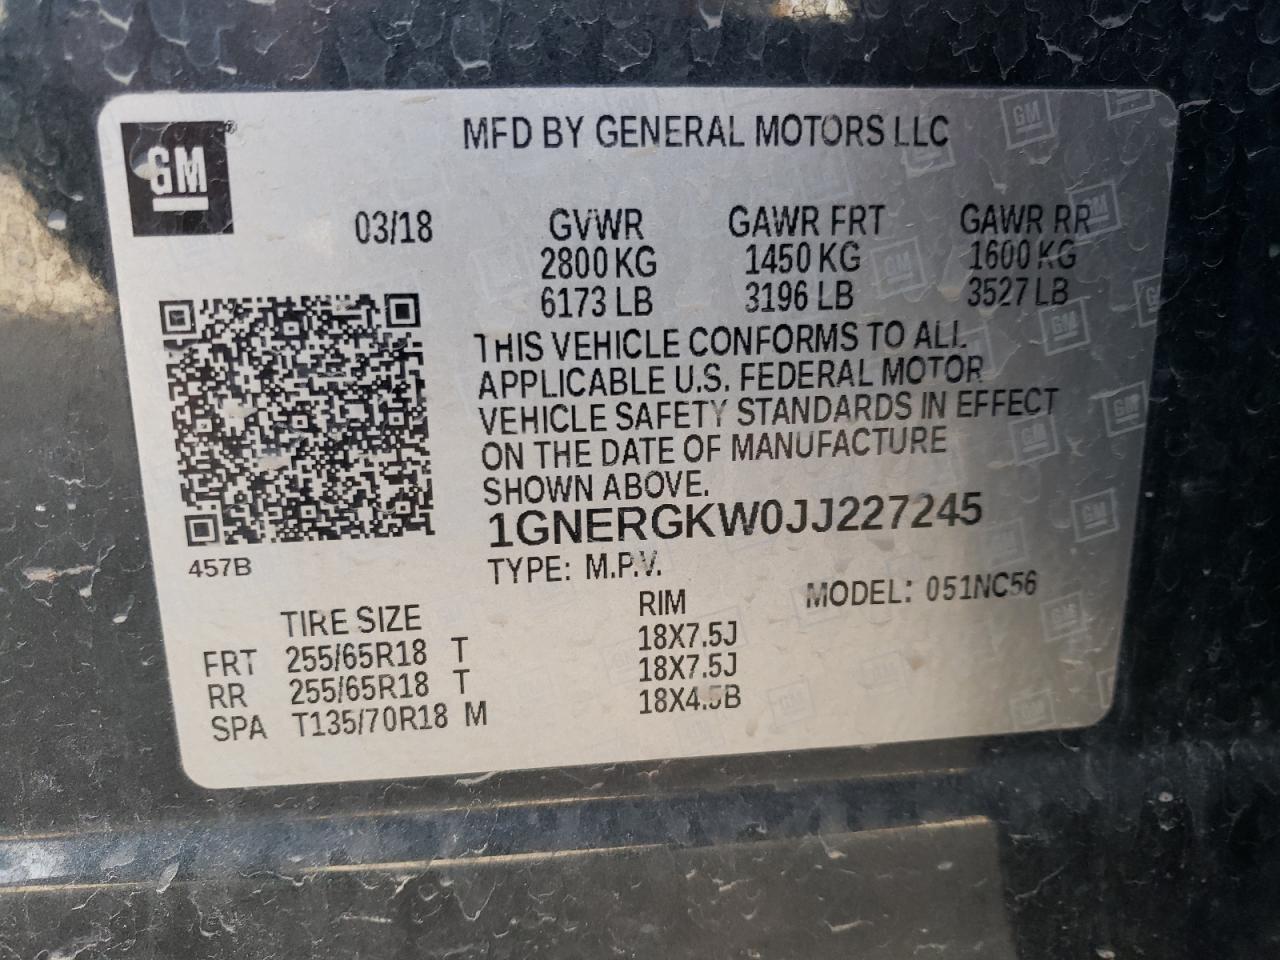 GM
MFD BY GENERAL MOTORS LLC
03/18 GVWR GAWR FRT GAWR RR
2800 KG 1450 KG 1600 KG
6173 LB 3196 LB 3527 LB
THIS VEHICLE CONFORMS TO ALL
APPLICABLE U.S. FEDERAL MOTOR
VEHICLE SAFETY STANDARDS IN EFFECT
ON THE DATE OF MANUFACTURE
SHOWN ABOVE.
1GNERGKW0JJ227245
457B
TYPE: M.P.V. MODEL: 051NC56
TIRE SIZE RIM
FRT 255/65R18 T 18X7.5J
RR 255/65R18 T 18X7.5J
SPA T135/70R18 M 18X4.5B